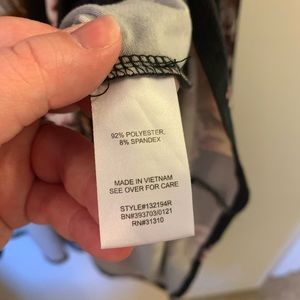 92% POLYESTER,
8% SPANDEX
MADE IN VIETNAM
SEE OVER FOR CARE
STYLE#132194R
BN#393703/0121
RN#31310